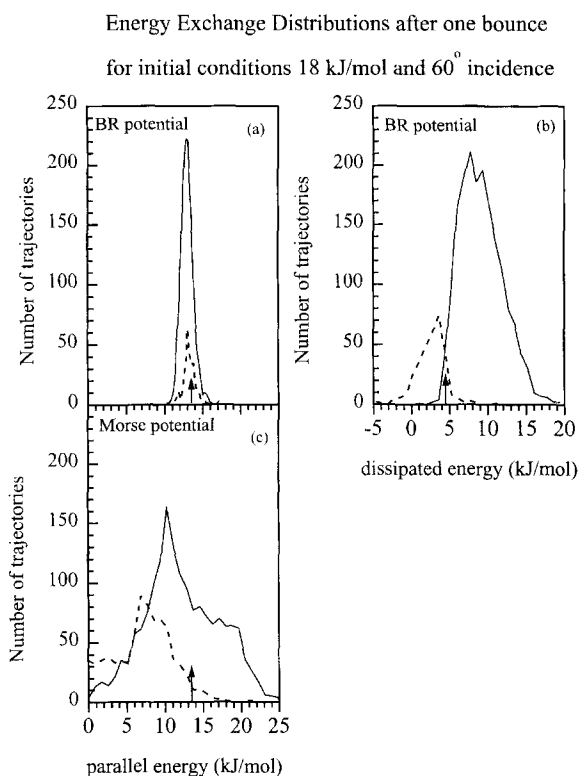 Energy Exchange Distributions after one bounce
for initial conditions 18 kJ/mol and 60° incidence
250
200
150
100
50
0
Number of trajectories
BR potential
(a)
250
200
150
100
50
0
Number of trajectories
BR potential
(b)
-5 0 5 10 15 20
dissipated energy (kJ/mol)
200
150
100
50
0
Number of trajectories
Morse potential
(c)
0 5 10 15 20 25
parallel energy (kJ/mol)